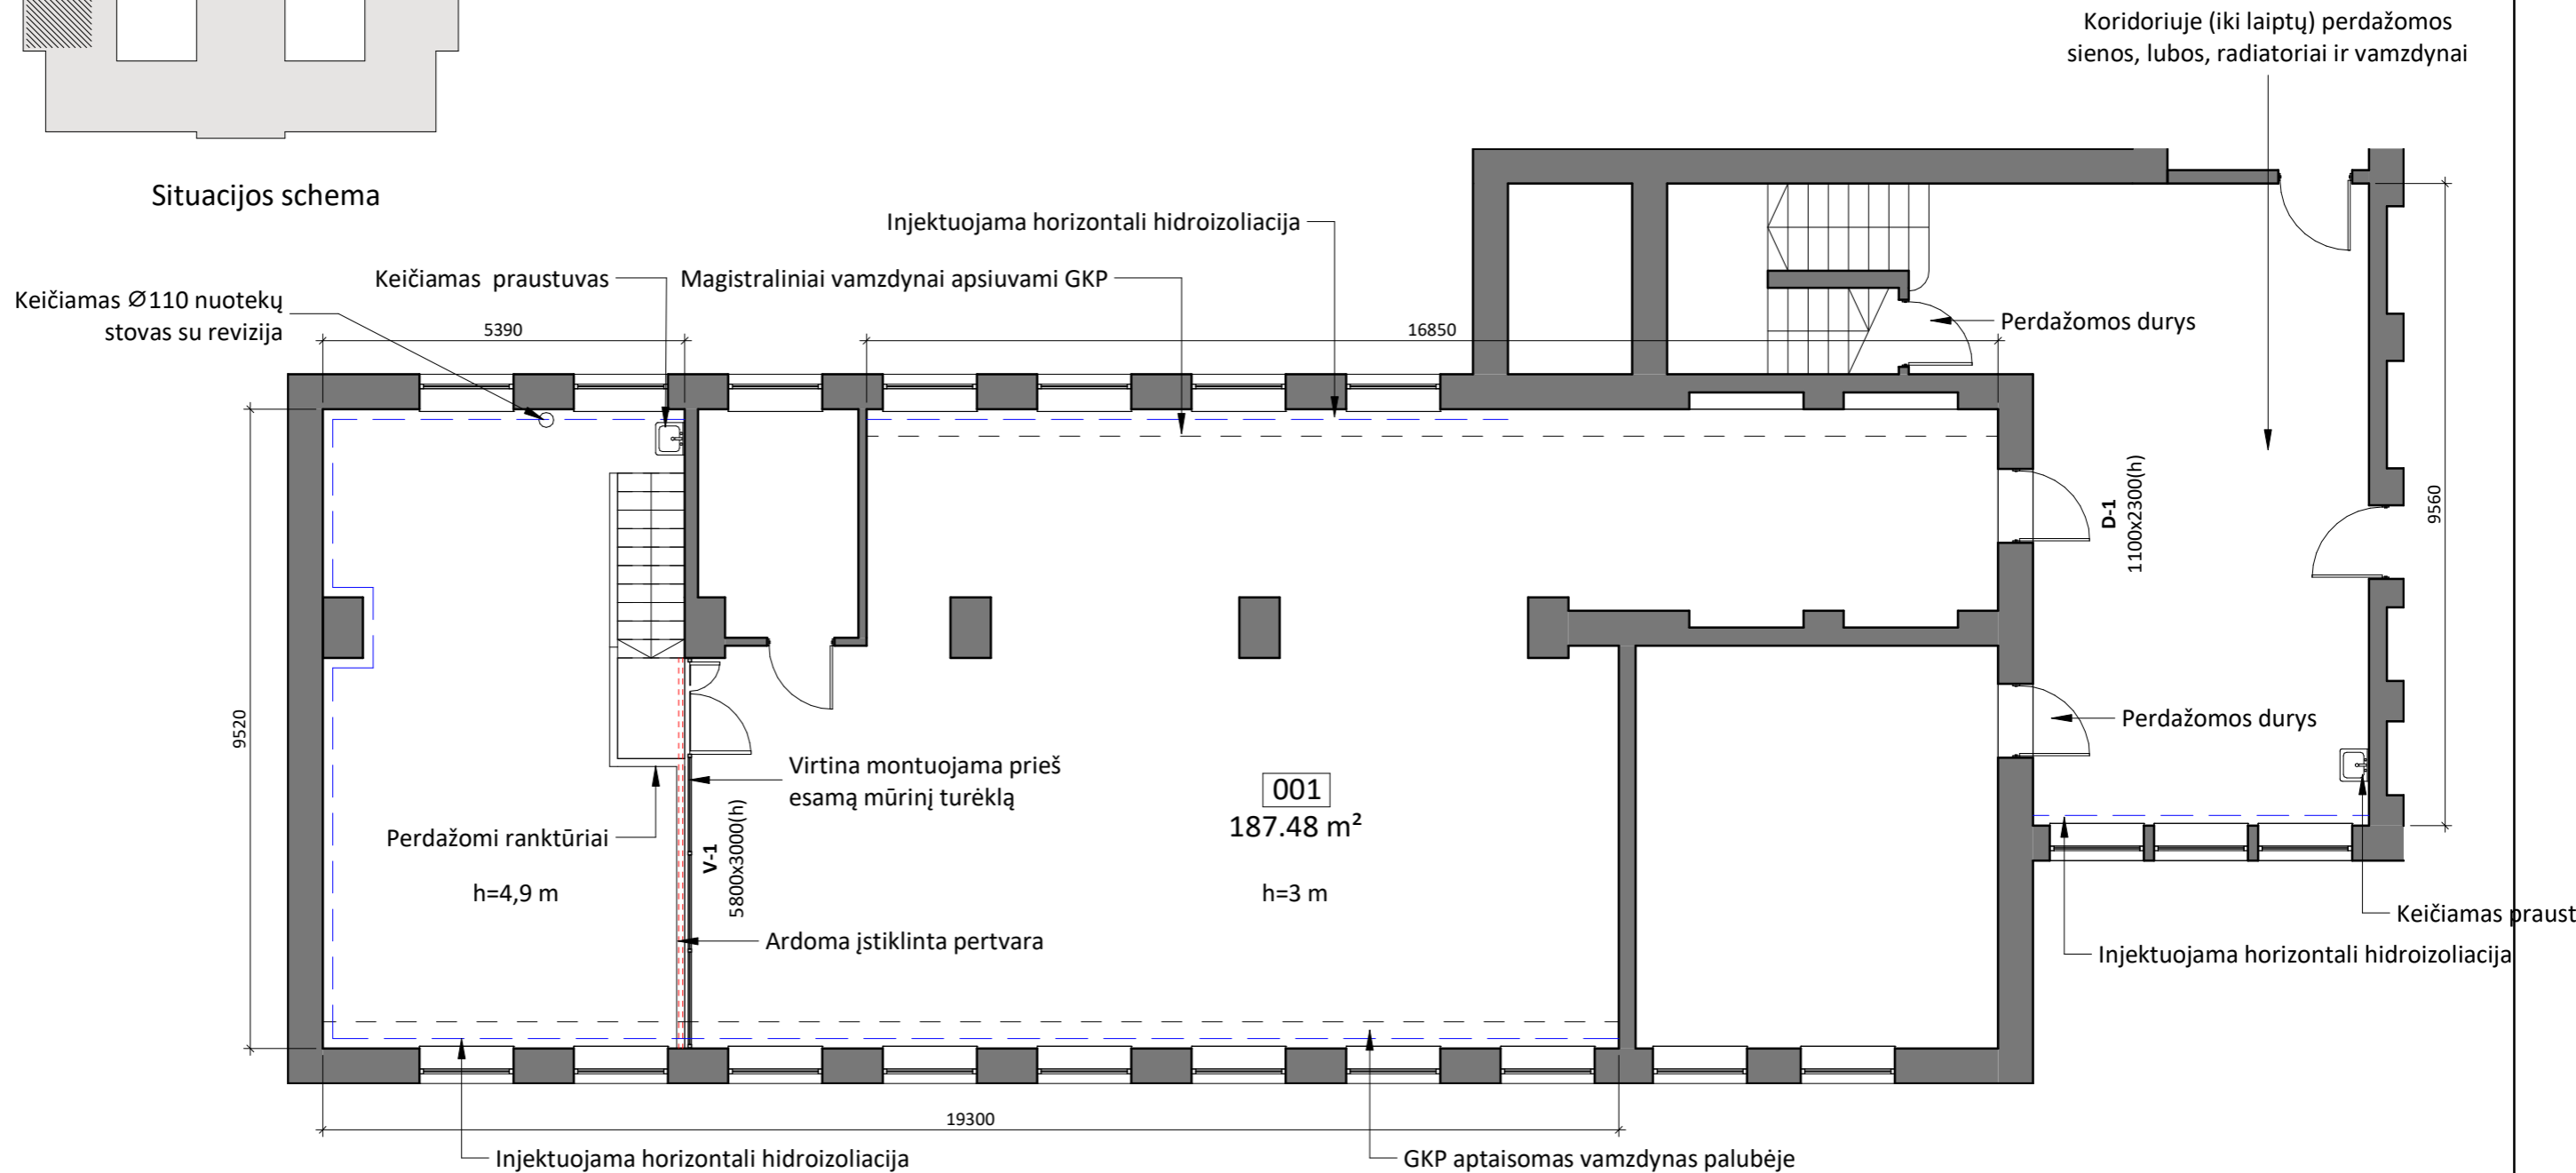 Koridoriuje (iki laiptų) perdažomos
sienos, lubos, radiatoriai ir vamzdynai
Situacijos schema
Injektuojama horizontali hidroizoliacija
Keičiamas praustuvas
Magistraliniai vamzdynai apsiuvami GKP
Keičiamas Ø110 nuotekų
stovas su revizija
5390
16850
Perdažomos durys
D-1
1100x2300(h)
9560
9520
Perdažomos durys
Virtina montuojama prieš
esamą mūrinį turėklą
001
187.48 m²
Perdažomi ranktūriai
V-1
5800x3000(h)
h=4,9 m
h=3 m
Keičiamas praust
Ardoma įstiklinta pertvara
Injektuojama horizontali hidroizoliacija
19300
Injektuojama horizontali hidroizoliacija
GKP aptaisomas vamzdynas palubėje